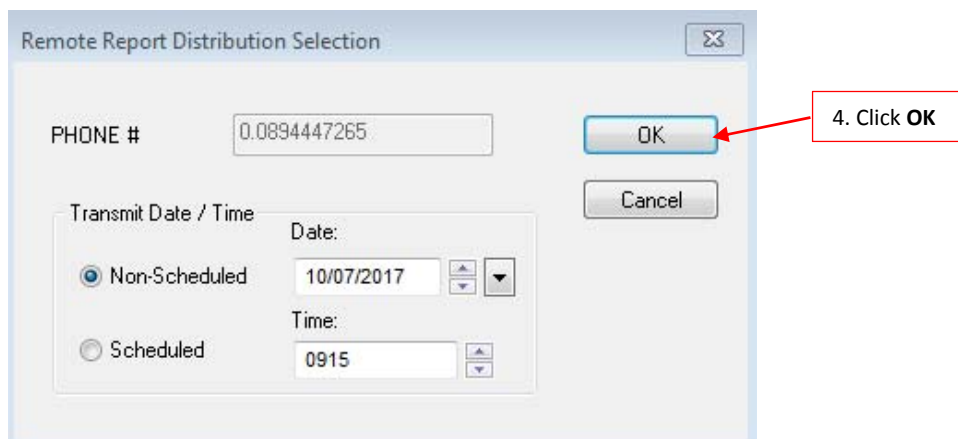 Remote Report Distribution Selection
PHONE # 0.0894447265 OK
4. Click OK
Cancel
Transmit Date / Time
Date:
Non-Scheduled 10/07/2017
Time:
Scheduled 0915